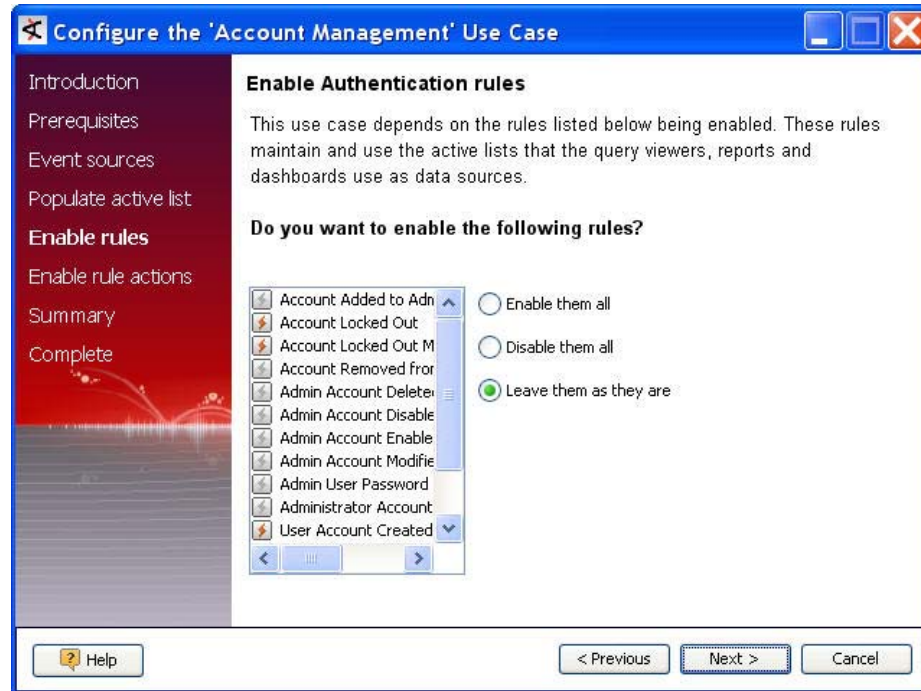 Configure the 'Account Management' Use Case
Introduction
Prerequisites
Event sources
Populate active list
Enable rules
Enable rule actions
Summary
Complete
Enable Authentication rules
This use case depends on the rules listed below being enabled. These rules
maintain and use the active lists that the query viewers, reports and
dashboards use as data sources.
Do you want to enable the following rules?
Account Added to Adn
Account Locked Out
Account Locked Out M
Account Removed fror
Admin Account Delete
Admin Account Disable
Admin Account Enable
Admin Account Modifie
Admin User Password
Administrator Account
User Account Created
Enable them all
Disable them all
Leave them as they are
Help
< Previous
Next >
Cancel